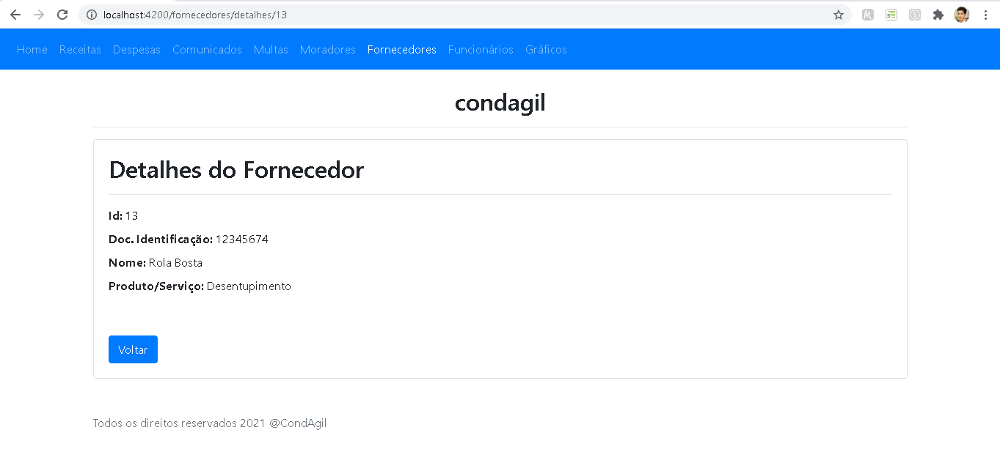 localhost:4200/fornecedores/detalhes/13
Home Receitas Despesas Comunicados Multas Moradores Fornecedores Funcionários Gráficos
condagil
Detalhes do Fornecedor
Id: 13
Doc. Identificação: 12345674
Nome: Rola Bosta
Produto/Serviço: Desentupimento
Voltar
Todos os direitos reservados 2021 @CondAgil